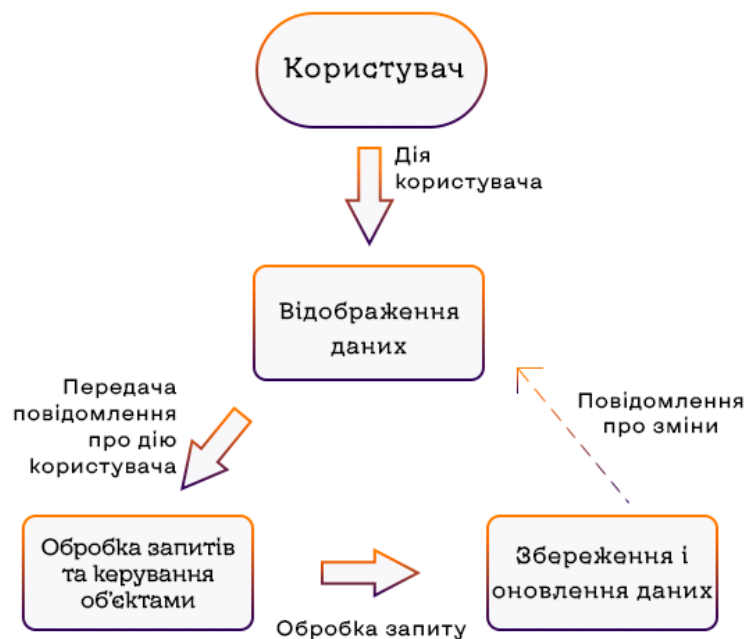 Користувач
Дія
користувача
Відображення
даних
Передача
повідомлення
про дію
користувача
Повідомлення
про зміни
Обробка запитів
та керування
об'єктами
Збереження і
оновлення даних
Обробка запиту